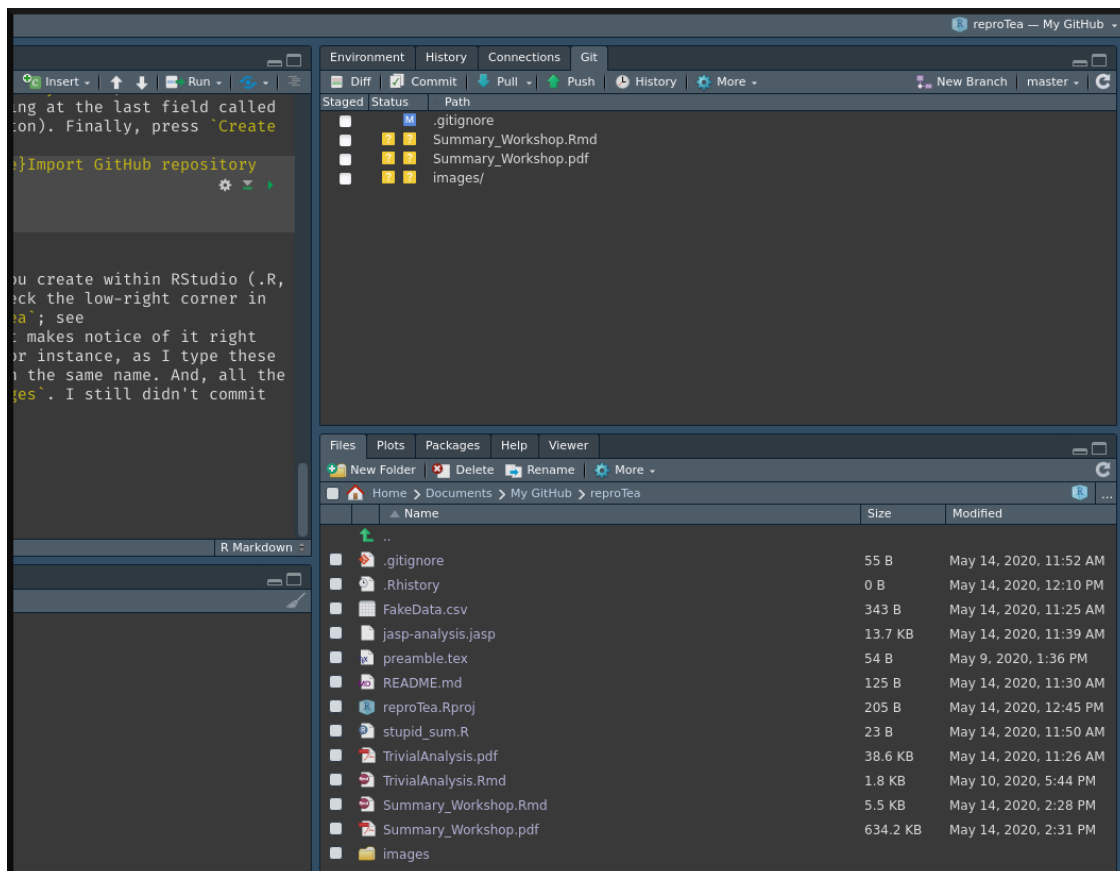 reproTea — My GitHub
Insert Run
ing at the last field called
ton). Finally, press `Create
e}Import GitHub repository
ou create within RStudio (.R,
eck the low-right corner in
ea`; see
t makes notice of it right
or instance, as I type these
n the same name. And, all the
ges`. I still didn't commit
R Markdown
Environment History Connections Git
Diff Commit Pull Push History More New Branch master
Staged Status Path
M .gitignore
? ? Summary_Workshop.Rmd
? ? Summary_Workshop.pdf
? ? images/
Files Plots Packages Help Viewer
New Folder Delete Rename More
Home Documents My GitHub reproTea ...
Name Size Modified
..
.gitignore 55 B May 14, 2020, 11:52 AM
.Rhistory 0 B May 14, 2020, 12:10 PM
FakeData.csv 343 B May 14, 2020, 11:25 AM
jasp-analysis.jasp 13.7 KB May 14, 2020, 11:39 AM
preamble.tex 54 B May 9, 2020, 1:36 PM
README.md 125 B May 14, 2020, 11:30 AM
reproTea.Rproj 205 B May 14, 2020, 12:45 PM
stupid_sum.R 23 B May 14, 2020, 11:50 AM
TrivialAnalysis.pdf 38.6 KB May 14, 2020, 11:26 AM
TrivialAnalysis.Rmd 1.8 KB May 10, 2020, 5:44 PM
Summary_Workshop.Rmd 5.5 KB May 14, 2020, 2:28 PM
Summary_Workshop.pdf 634.2 KB May 14, 2020, 2:31 PM
images